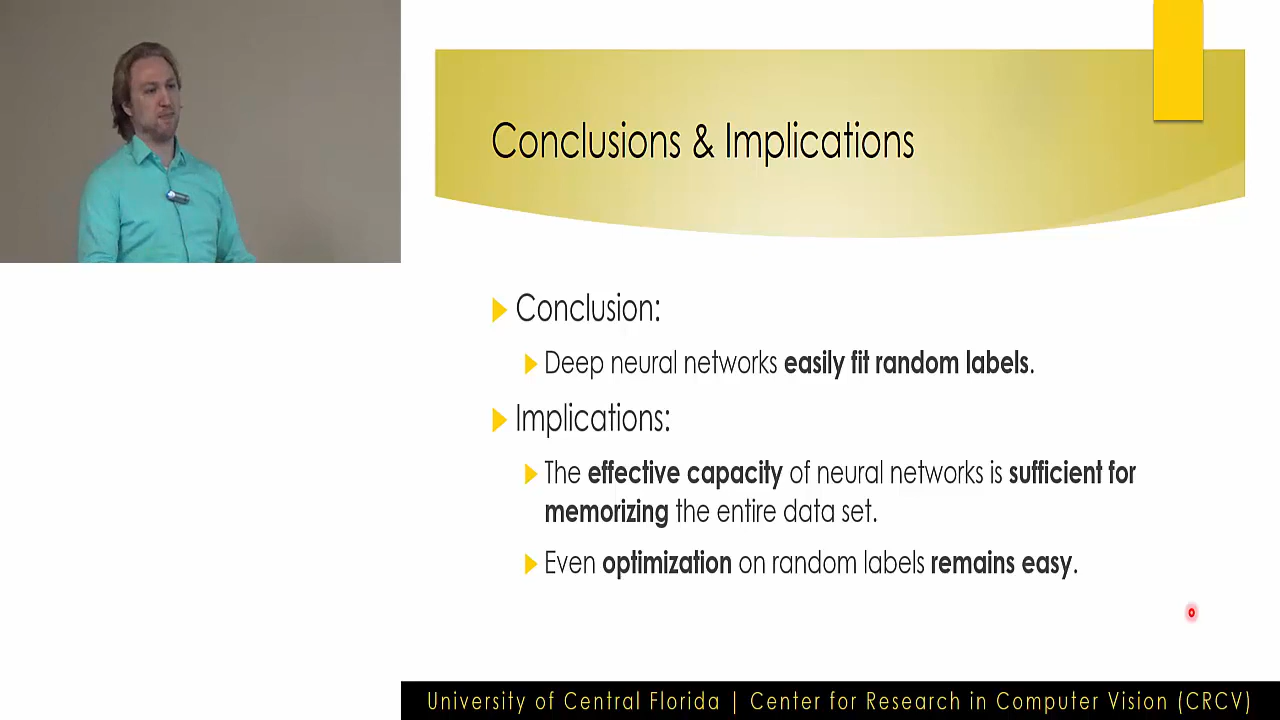 Conclusions & Implications
Conclusion:
Deep neural networks easily fit random labels.
Implications:
The effective capacity of neural networks is sufficient for
memorizing the entire data set.
Even optimization on random labels remains easy.
University of Central Florida | Center for Research in Computer Vision (CRCV)